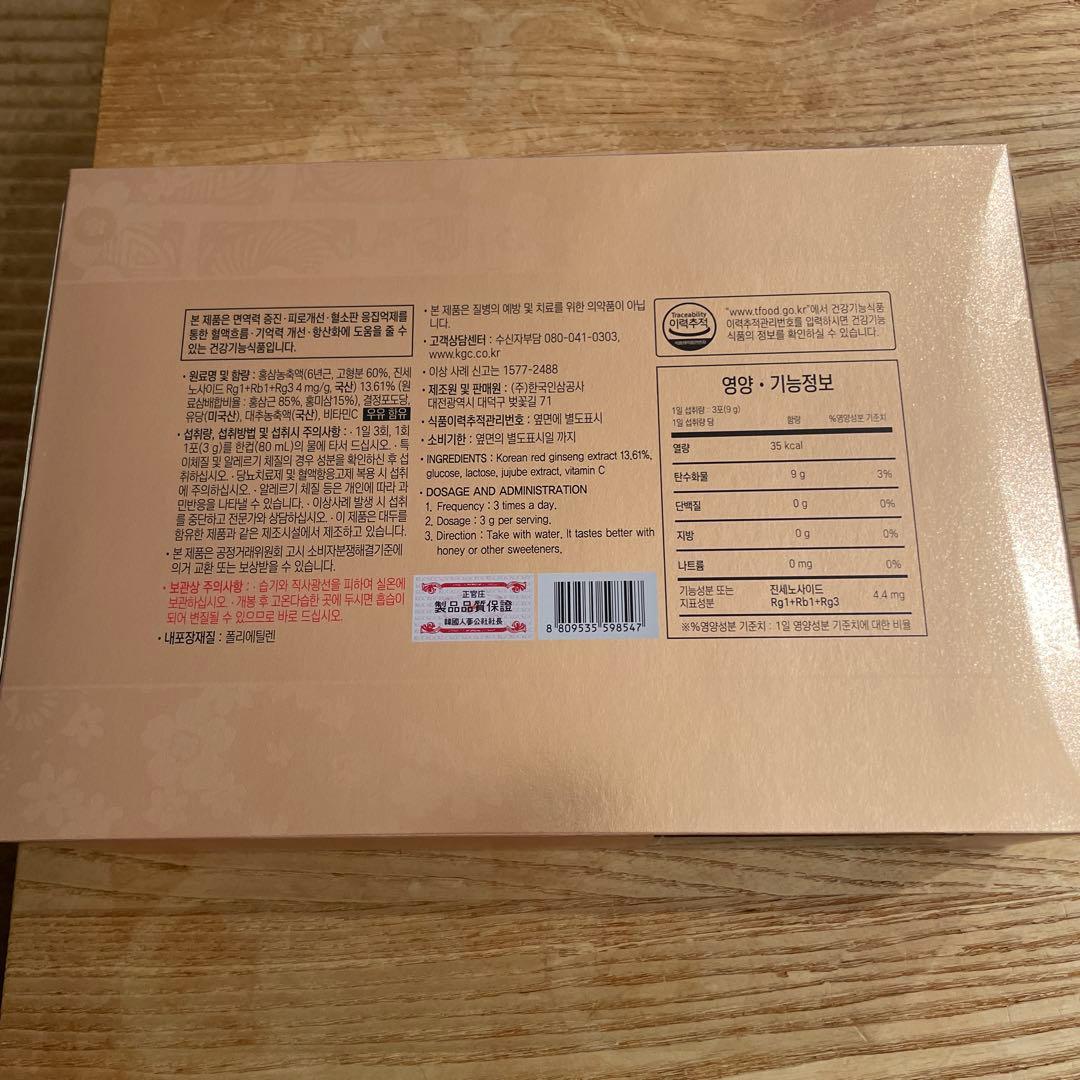 본 제품은 면역력 증진·피로개선·혈소판 응집억제를
통한 혈액흐름·기억력 개선·항산화에 도움을 줄 수
있는 건강기능식품입니다.
· 원료명 및 함량 : 홍삼농축액(6년근, 고형분 60%, 진세
노사이드 Rg1+Rb1+Rg3 4 mg/g, 국산) 13.61% (원
료삼배합비율 : 홍삼근 85%, 홍미삼15%), 결정포도당,
유당(미국산), 대추농축액(국산), 비타민C 우유 함유
· 섭취량, 섭취방법 및 섭취시 주의사항 : · 1일 3회, 1회
1포(3 g)를 한컵(80 mL)의 물에 타서 드십시오. · 특
이체질 및 알레르기 체질의 경우 성분을 확인하신 후 섭
취하십시오. · 당뇨치료제 및 혈액항응고제 복용 시 섭취
에 주의하십시오. · 알레르기 체질 등은 개인에 따라 과
민반응을 나타낼 수 있습니다. · 이상사례 발생 시 섭취
를 중단하고 전문가와 상담하십시오. · 이 제품은 대두를
함유한 제품과 같은 제조시설에서 제조하고 있습니다.
· 본 제품은 공정거래위원회 고시 소비자분쟁해결기준에
의거 교환 또는 보상받을 수 있습니다.
· 보관상 주의사항 : · 습기와 직사광선을 피하여 실온에
보관하십시오. · 개봉 후 고온다습한 곳에 두시면 흡습이
되어 변질될 수 있으므로 바로 드십시오.
· 내포장재질 : 폴리에틸렌
· 본 제품은 질병의 예방 및 치료를 위한 의약품이 아닙
니다.
· 고객상담센터 : 수신자부담 080-041-0303,
www.kgc.co.kr
· 이상 사례 신고는 1577-2488
· 제조원 및 판매원 : (주)한국인삼공사
대전광역시 대덕구 벚꽃길 71
· 식품이력추적관리번호 : 옆면에 별도표시
· 소비기한 : 옆면의 별도표시일 까지
· INGREDIENTS : Korean red ginseng extract 13.61%,
glucose, lactose, jujube extract, vitamin C
· DOSAGE AND ADMINISTRATION
1. Frequency : 3 times a day.
2. Dosage : 3 g per serving.
3. Direction : Take with water. It tastes better with
honey or other sweeteners.
正官庄
製品品質保證
韓國人蔘公社社長
8 809535 598547
Traceability
이력추적
"www.tfood.go.kr"에서 건강기능식품
이력추적관리번호를 입력하시면 건강기능
식품의 정보를 확인하실 수 있습니다.
영양·기능정보
1일 섭취량 : 3포(9 g)
1일 섭취량 당 함량 %영양성분 기준치
열량 35 kcal
탄수화물 9 g 3%
단백질 0 g 0%
지방 0 g 0%
나트륨 0 mg 0%
기능성분 또는 지표성분 진세노사이드 Rg1+Rb1+Rg3 4.4 mg
※%영양성분 기준치 : 1일 영양성분 기준치에 대한 비율